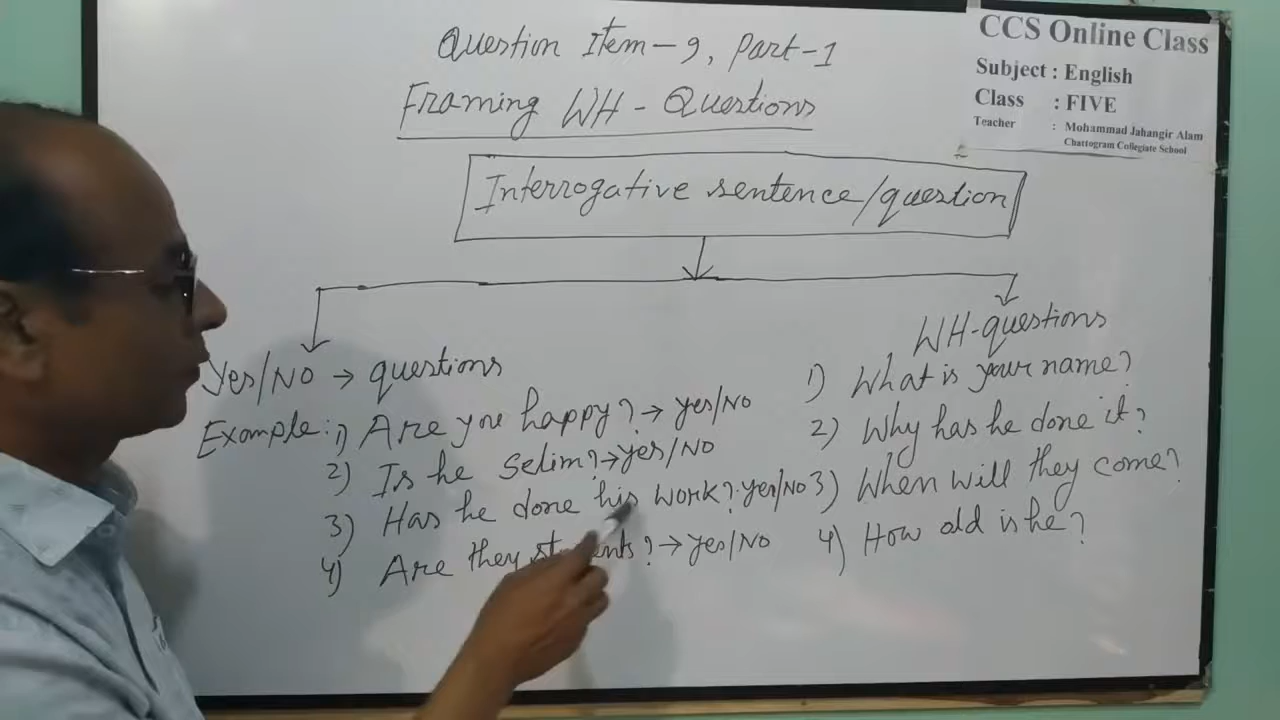 Question Item-9, Part-1
Framing WH-Questions
CCS Online Class
Subject : English
Class : FIVE
Teacher : Mohammad Jahangir Alam
Chattogram Collegiate School
Interrogative sentence/question
Yes/NO → questions
Example: 1) Are you happy? → yes/NO
2) Is he Selim? → yes/NO
3) Has he done his work? yes/NO
4) Are they students? → yes/NO
WH-questions
1) What is your name?
2) Why has he done it?
3) When will they come?
4) How old is he?